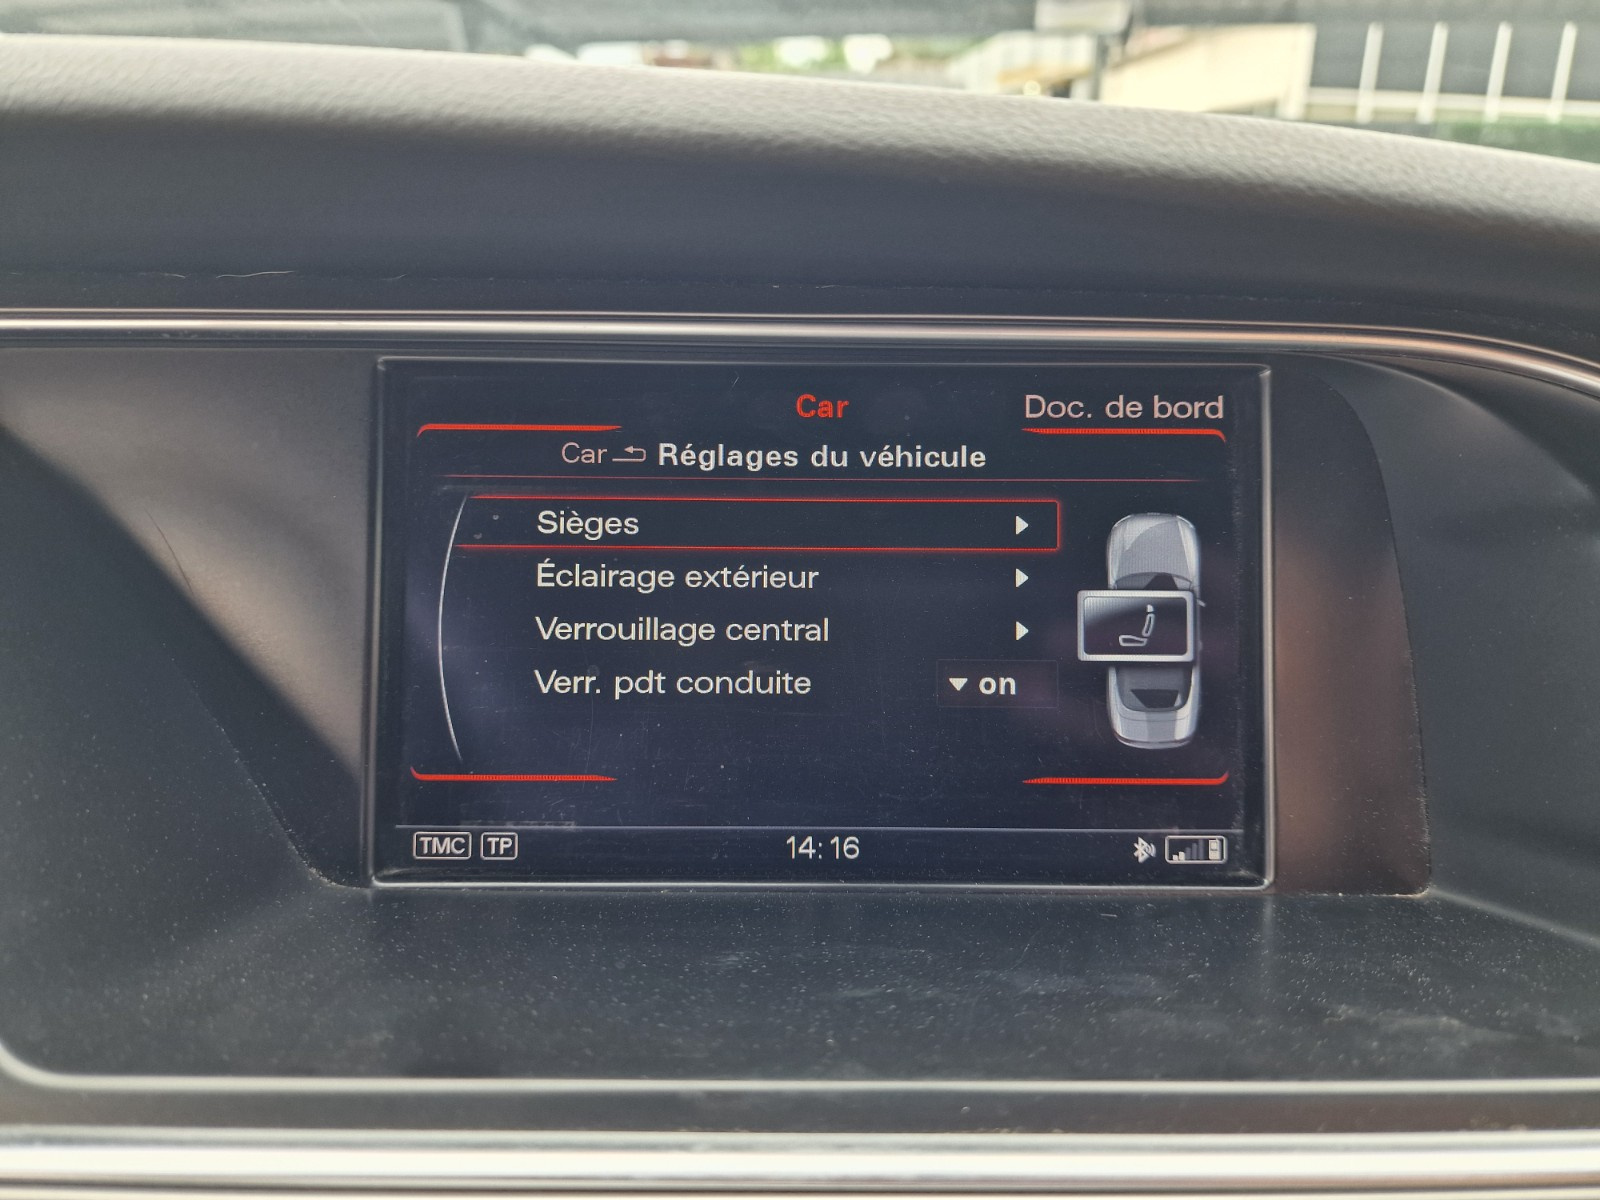 Car
Doc. de bord
Car Réglages du véhicule
Sièges
Éclairage extérieur
Verrouillage central
Verr. pdt conduite on
TMC TP 14:16